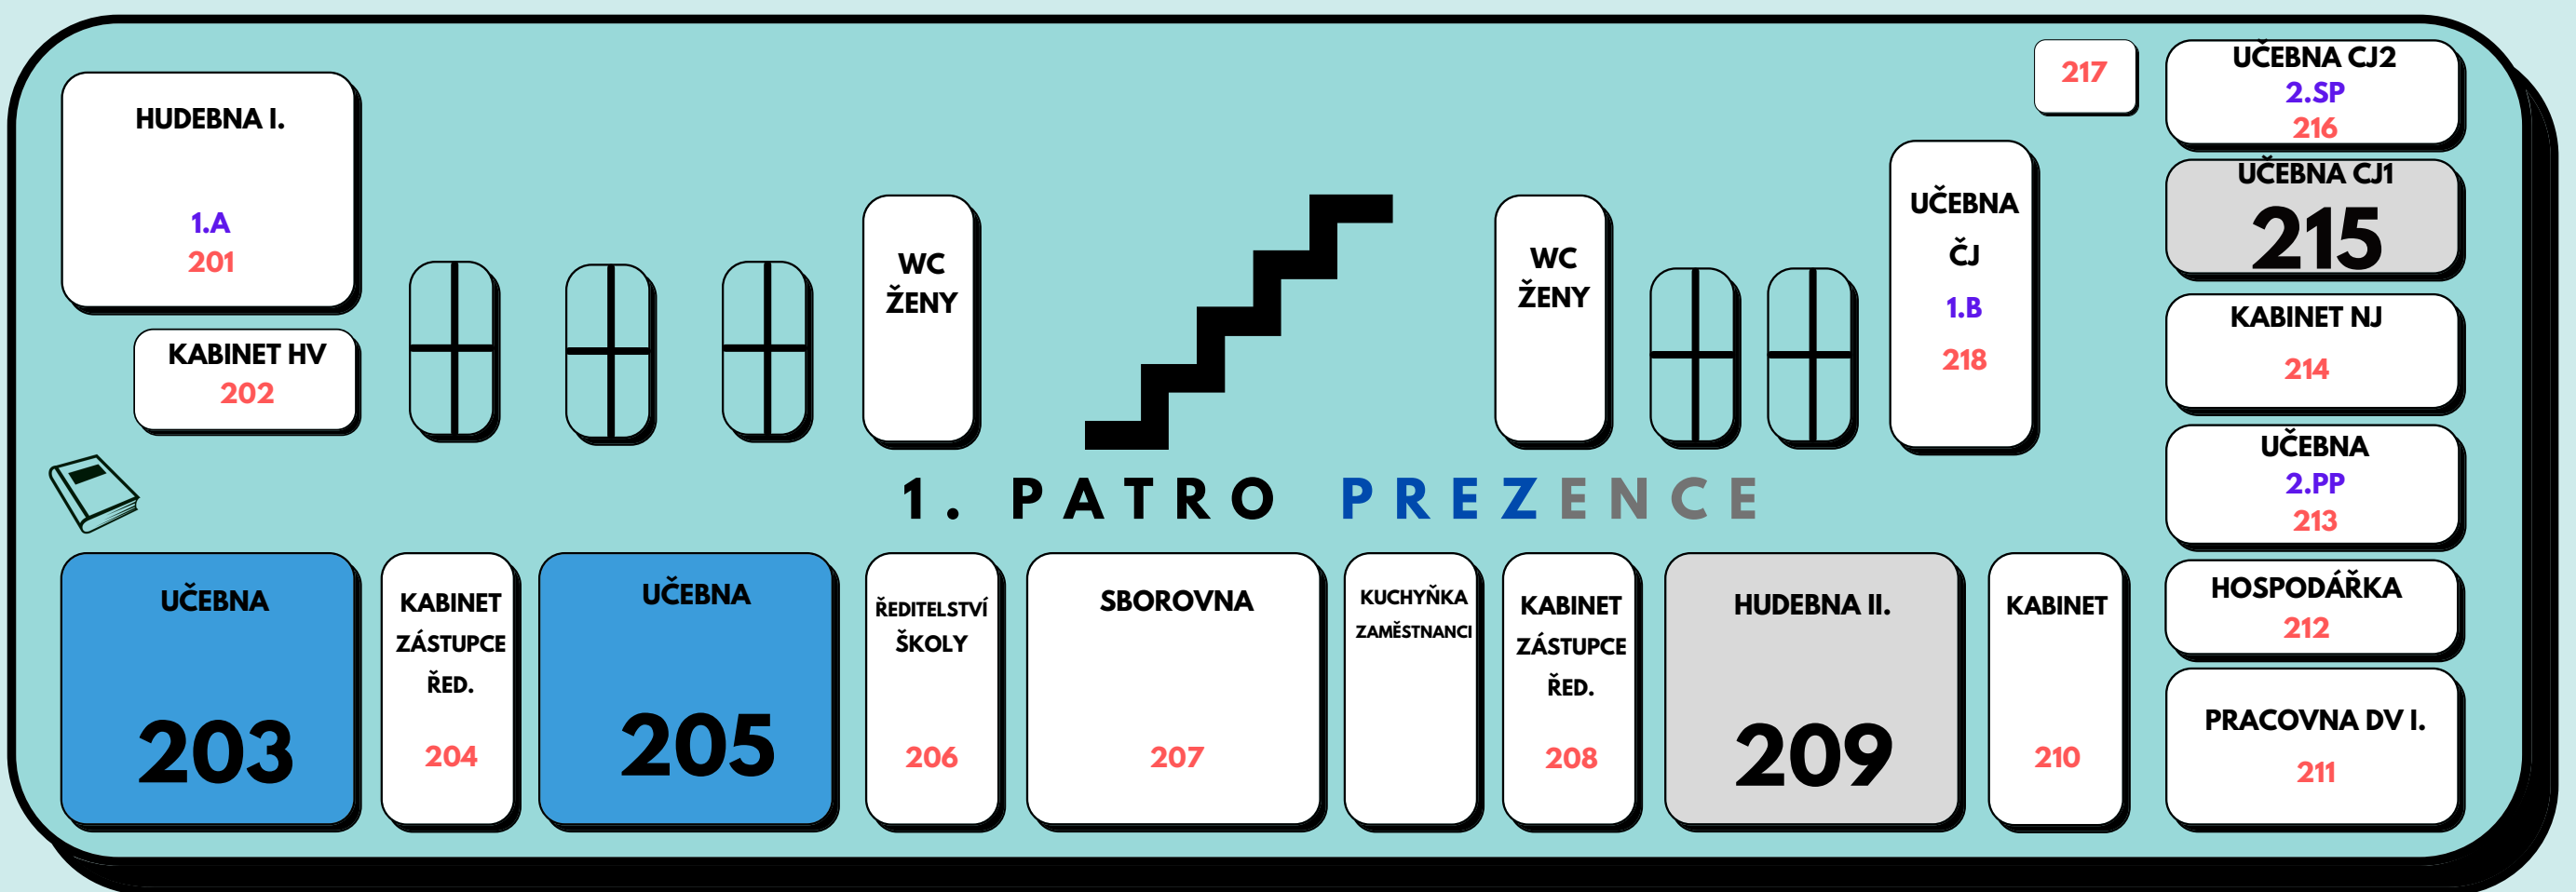 HUDEBNA I.
1.A
201
KABINET HV
202
WC
ŽENY
WC
ŽENY
UČEBNA
ČJ
1.B
218
217
UČEBNA CJ2
2.SP
216
UČEBNA CJ1
215
KABINET NJ
214
UČEBNA
2.PP
213
HOSPODÁŘKA
212
PRACOVNA DV I.
211
1. PATRO PREZENCE
UČEBNA
203
KABINET
ZÁSTUPCE
ŘED.
204
UČEBNA
205
ŘEDITELSTVÍ
ŠKOLY
206
SBOROVNA
207
KUCHYŇKA
ZAMĚSTNANCI
KABINET
ZÁSTUPCE
ŘED.
208
HUDEBNA II.
209
KABINET
210